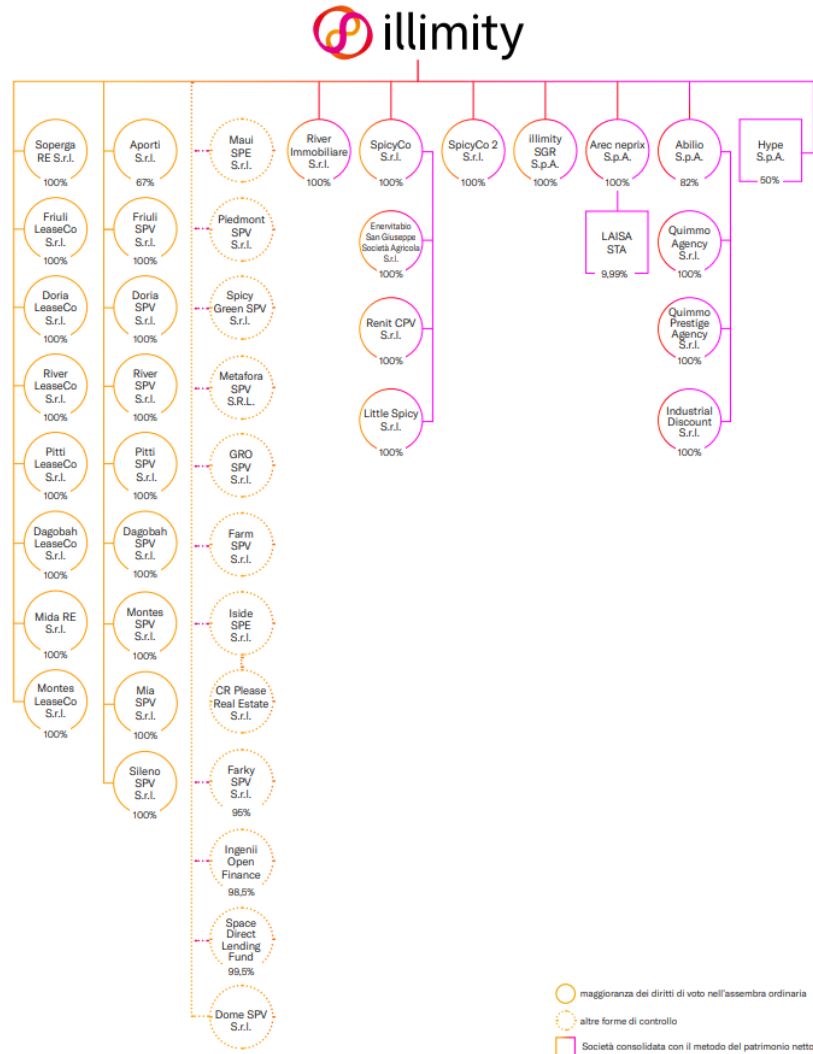 illimity
Soperga
RE S.r.l.
100%
Friuli
LeaseCo
S.r.l.
100%
Doria
LeaseCo
S.r.l.
100%
River
LeaseCo
S.r.l.
100%
Pitti
LeaseCo
S.r.l.
100%
Dagobah
LeaseCo
S.r.l.
100%
Mida RE
S.r.l.
100%
Montes
LeaseCo
S.r.l.
100%
Aporti
S.r.l.
67%
Friuli
SPV
S.r.l.
100%
Doria
SPV
S.r.l.
100%
River
SPV
S.r.l.
100%
Pitti
SPV
S.r.l.
100%
Dagobah
SPV
S.r.l.
100%
Montes
SPV
S.r.l.
100%
Mia
SPV
S.r.l.
100%
Sileno
SPV
S.r.l.
100%
Maui
SPE
S.r.l.
Piedmont
SPV
S.r.l.
Spicy
Green SPV
S.r.l.
Metafora
SPV
S.R.L.
GRO
SPV
S.r.l.
Farm
SPV
S.r.l.
Iside
SPE
S.r.l.
CR Please
Real Estate
S.r.l.
Farky
SPV
S.r.l.
95%
Ingenii
Open
Finance
98,5%
Space
Direct
Lending
Fund
99,5%
Dome SPV
S.r.l.
River
Immobiliare
S.r.l.
100%
SpicyCo
S.r.l.
100%
Enervitabio
San Giuseppe
Società Agricola
S.r.l.
100%
Renit CPV
S.r.l.
100%
Little Spicy
S.r.l.
100%
SpicyCo 2
S.r.l.
100%
illimity
SGR
S.p.A.
100%
Arec neprix
S.p.A.
100%
LAISA
STA
9,99%
Abilio
S.p.A.
82%
Quimmo
Agency
S.r.l.
100%
Quimmo
Prestige
Agency
S.r.l.
100%
Industrial
Discount
S.r.l.
100%
Hype
S.p.A.
50%
maggioranza dei diritti di voto nell'assembra ordinaria
altre forme di controllo
Società consolidata con il metodo del patrimonio netto